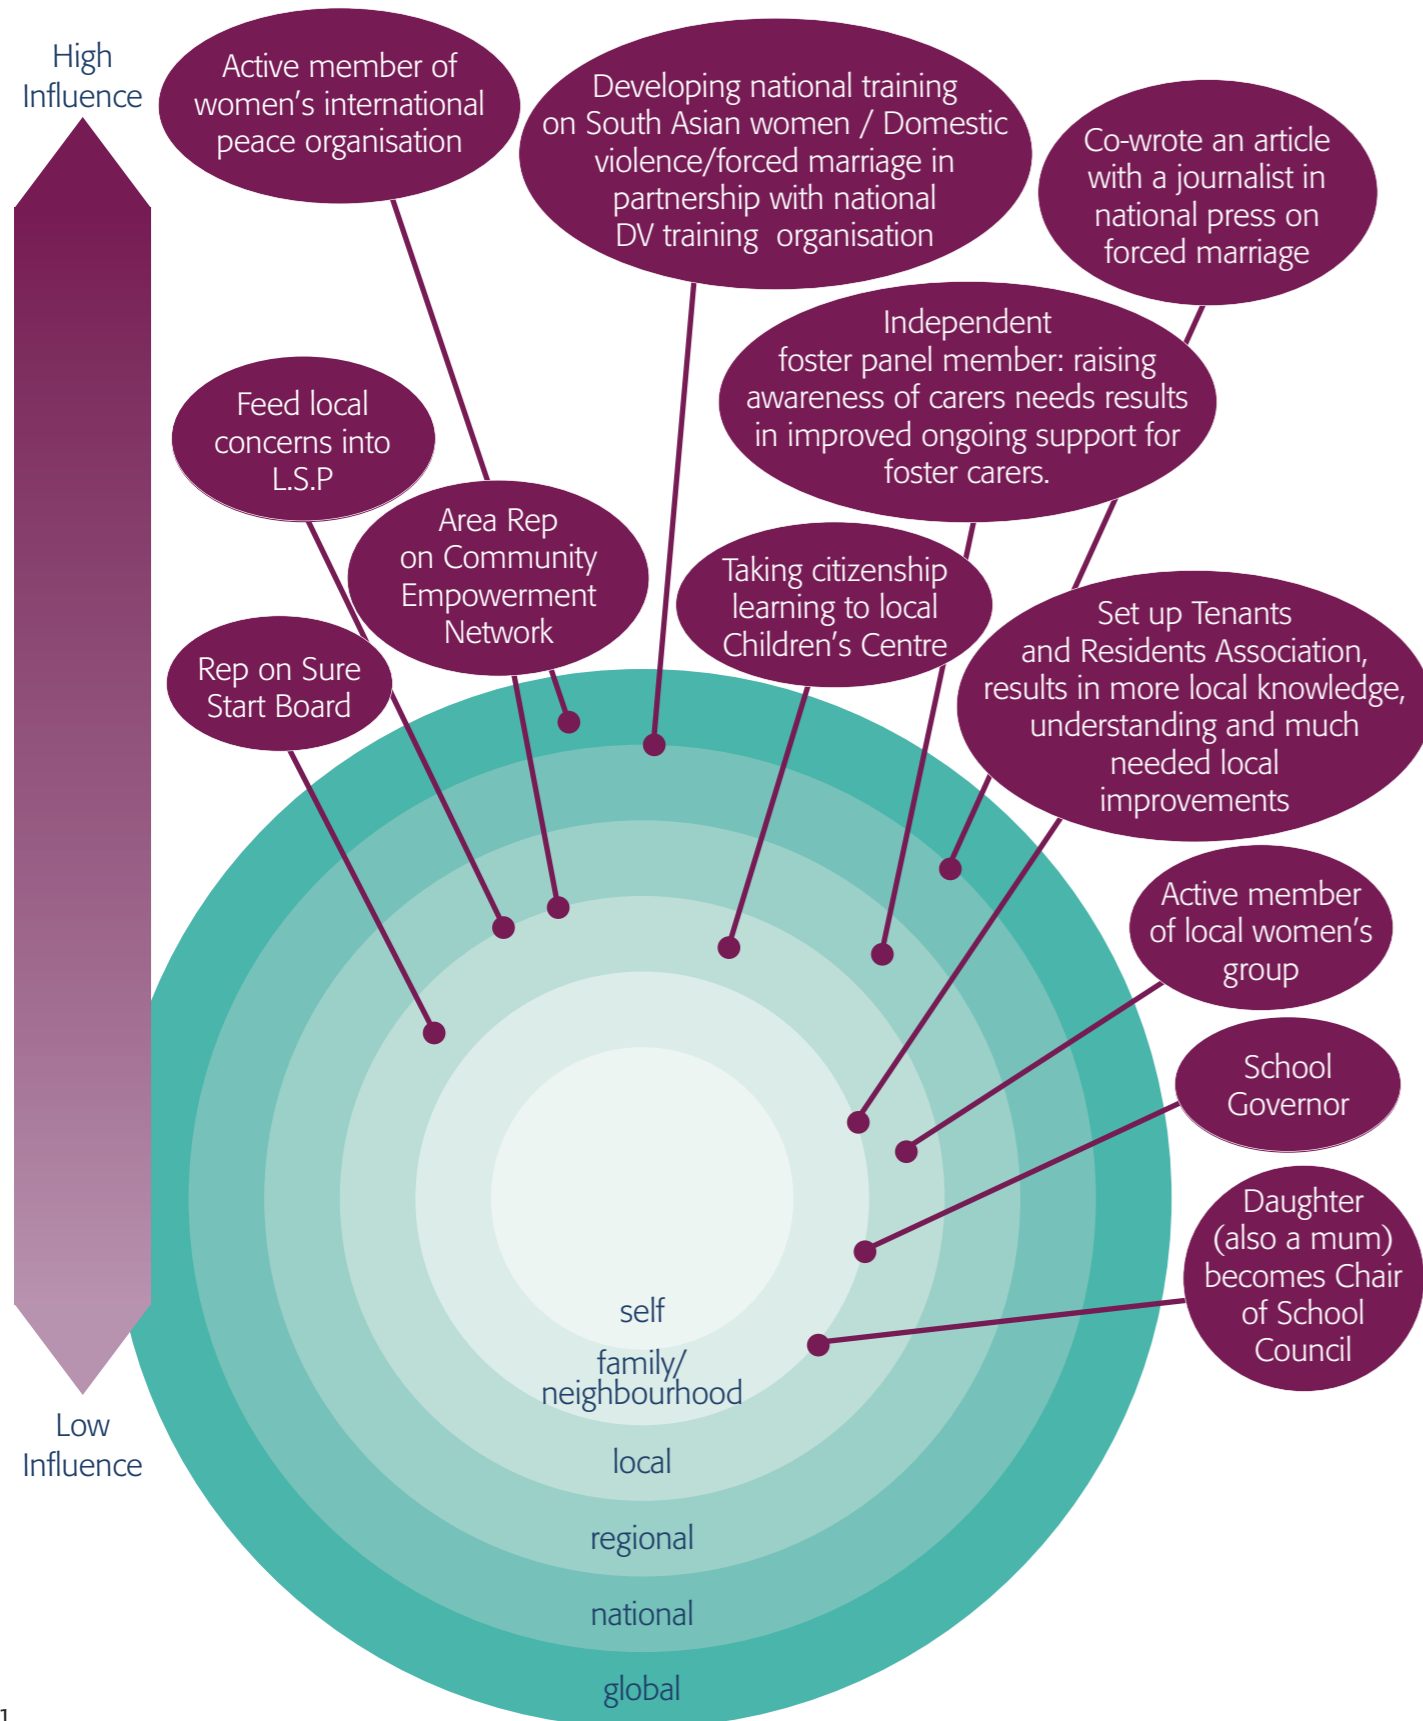 High
Influence
Active member of
women's international
peace organisation
Developing national training
on South Asian women / Domestic
violence/forced marriage in
partnership with national
DV training organisation
Co-wrote an article
with a journalist in
national press on
forced marriage
Independent
foster panel member: raising
awareness of carers needs results
in improved ongoing support for
foster carers.
Feed local
concerns into
L.S.P
Area Rep
on Community
Empowerment
Network
Taking citizenship
learning to local
Children's Centre
Set up Tenants
and Residents Association,
results in more local knowledge,
understanding and much
needed local
improvements
Rep on Sure
Start Board
Active member
of local women's
group
School
Governor
Daughter
(also a mum)
becomes Chair
of School
Council
self
family/
neighbourhood
local
regional
national
global
Low
Influence
1